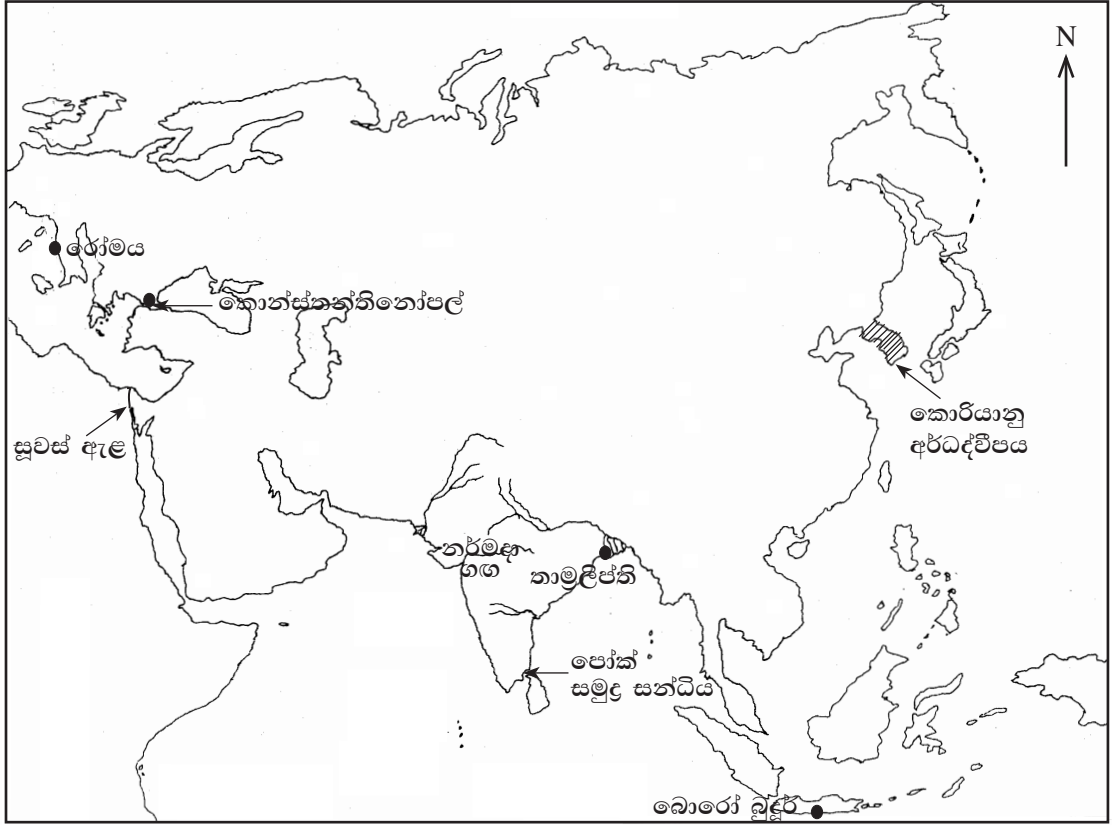 N
රෝමය
කොන්ස්තන්තිනෝපල්
කොරියානු
අර්ධද්වීපය
සුවස් ඇළ
නර්මදා
ගඟ
තාම්‍රලිප්ති
පෝක්
සමුද්‍ර සන්ධිය
බොරෝ බුදූර්